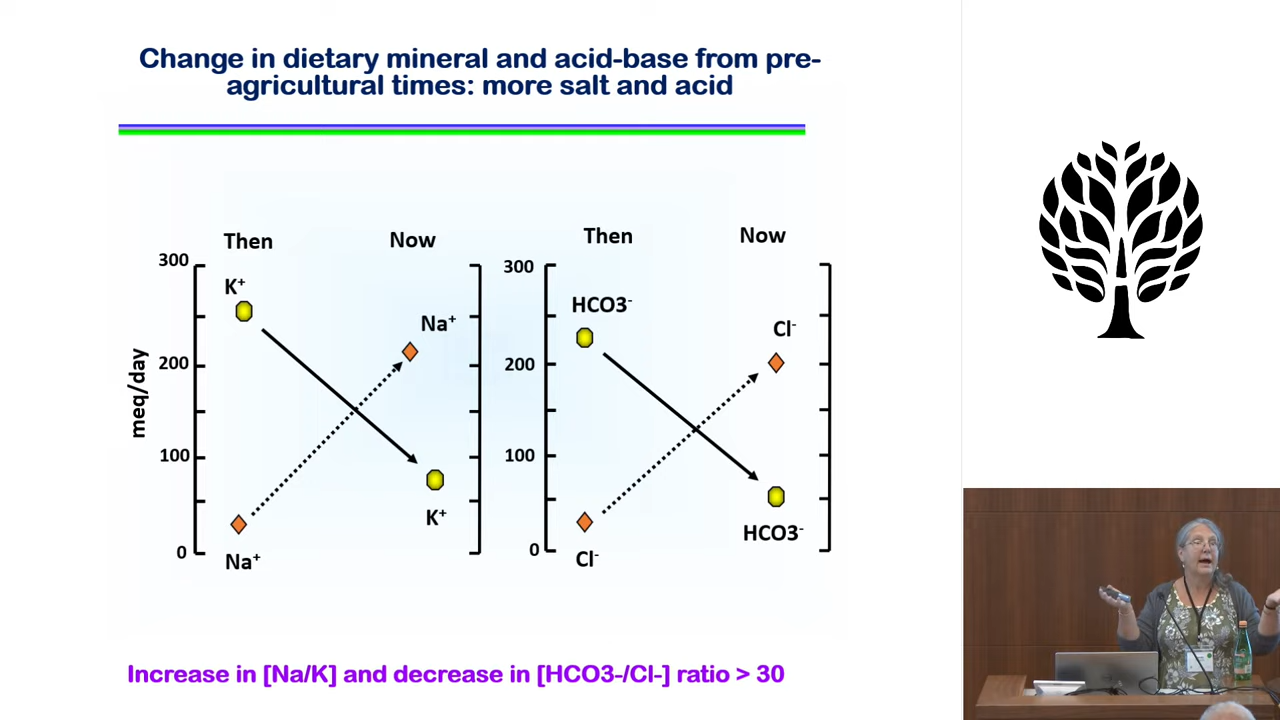 Change in dietary mineral and acid-base from pre-
agricultural times: more salt and acid
Then
Now
300
K⁺
Na⁺
200
meq/day
100
K⁺
0
Na⁺
Then
Now
300
HCO3⁻
Cl⁻
200
100
HCO3⁻
0
Cl⁻
Increase in [Na/K] and decrease in [HCO3-/Cl-] ratio > 30